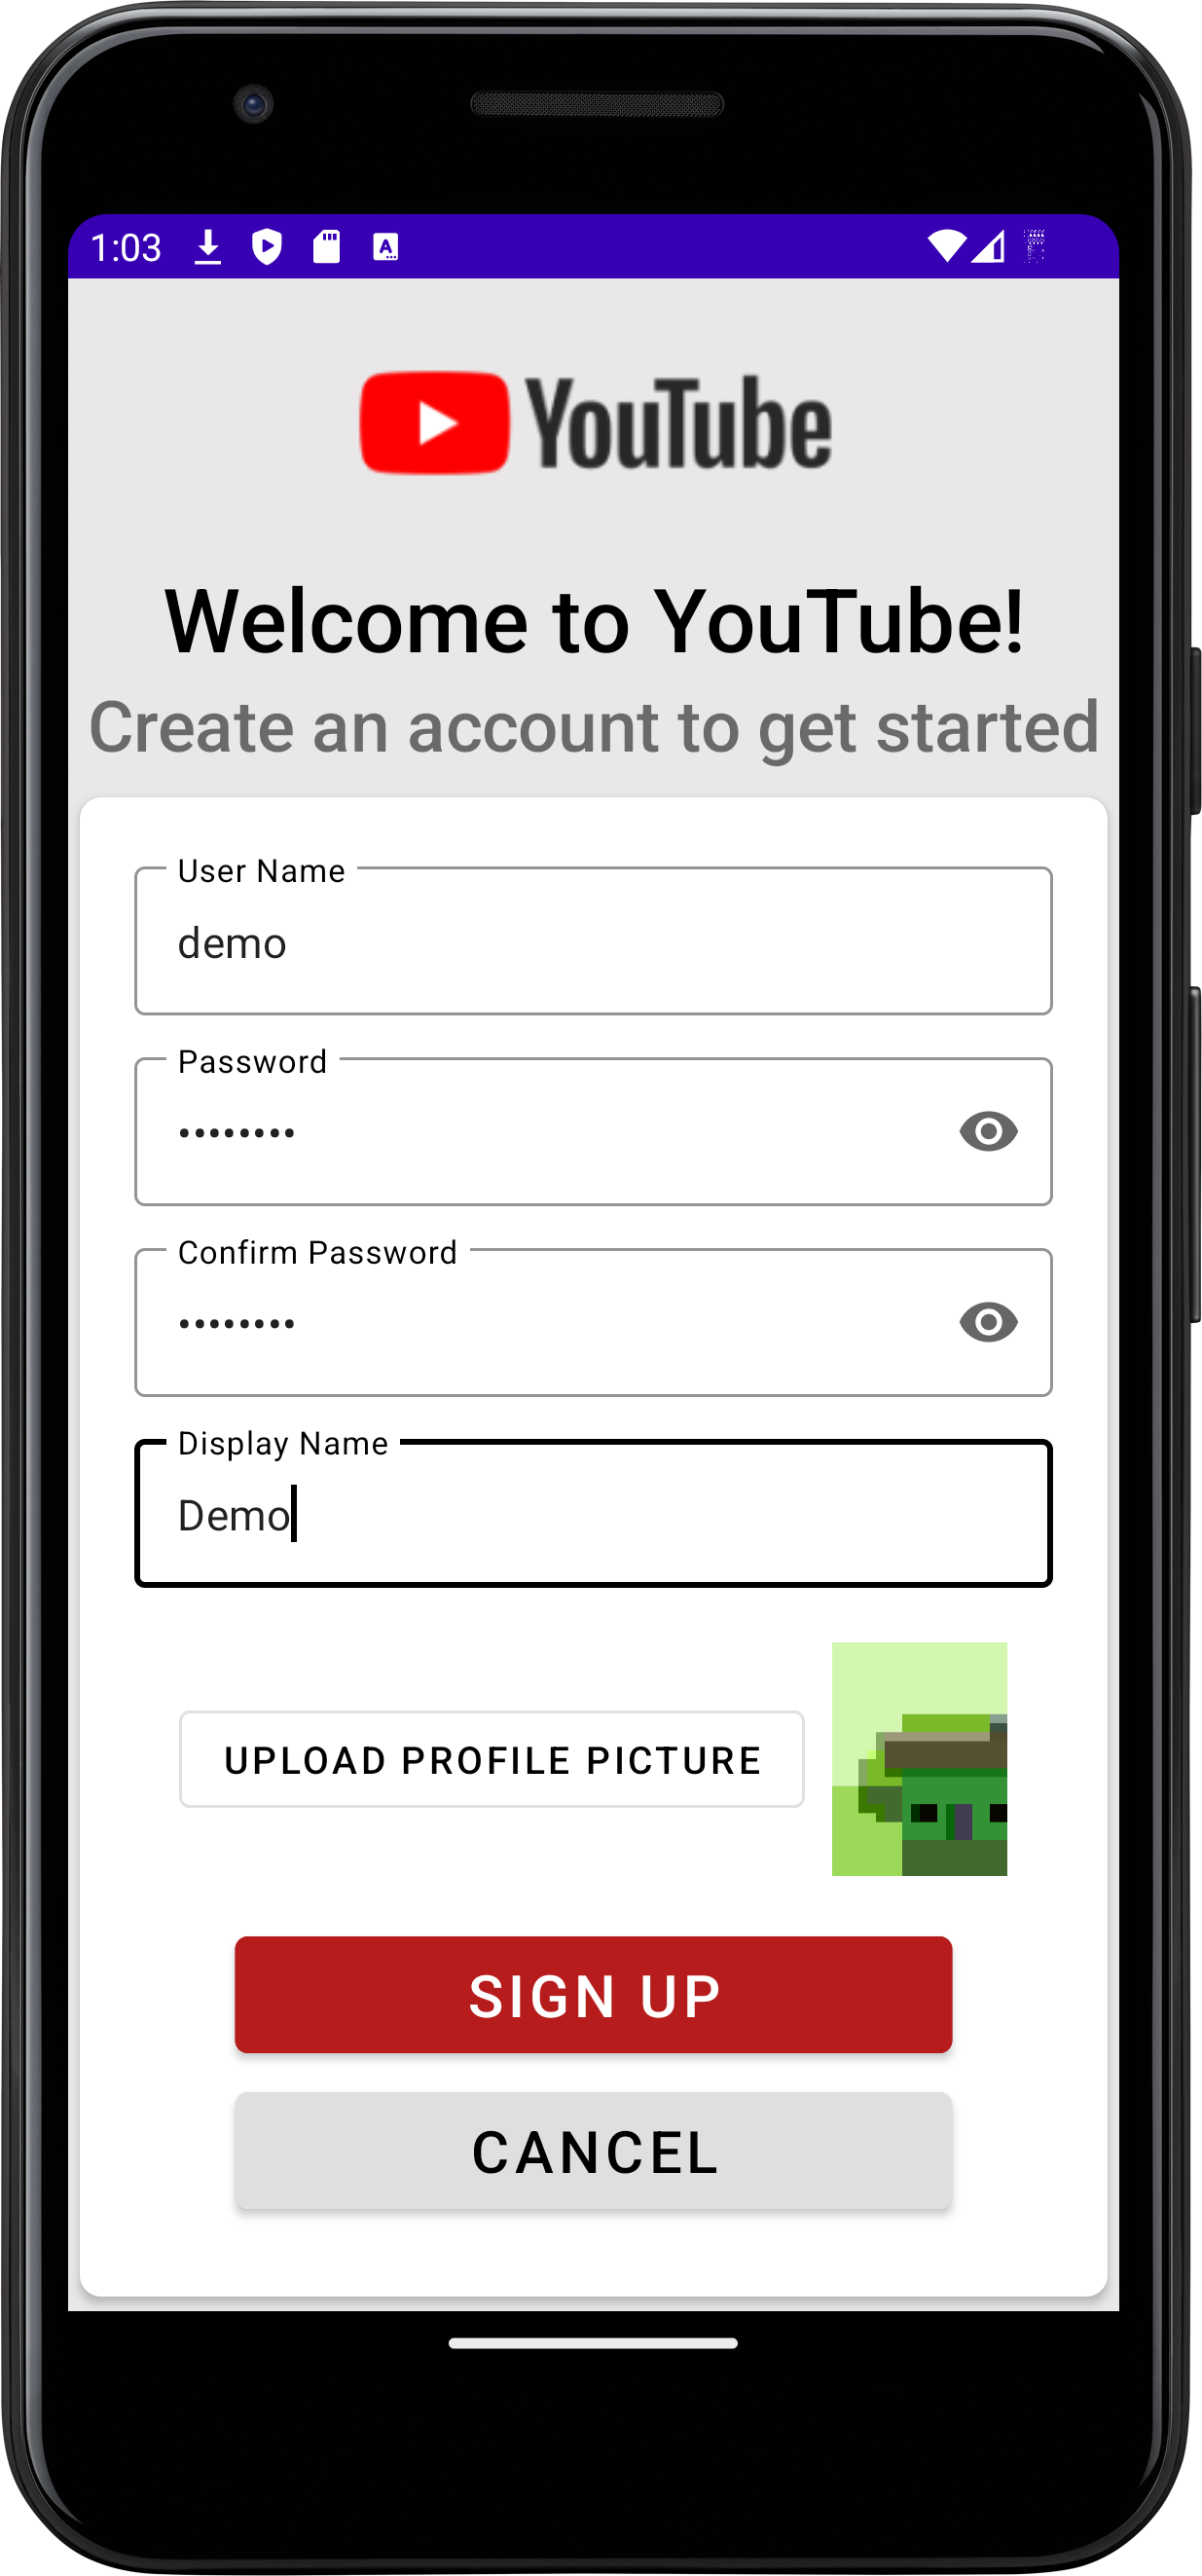 1:03
YouTube
Welcome to YouTube!
Create an account to get started
User Name
demo
Password
••••••••
Confirm Password
••••••••
Display Name
Demo
UPLOAD PROFILE PICTURE
SIGN UP
CANCEL